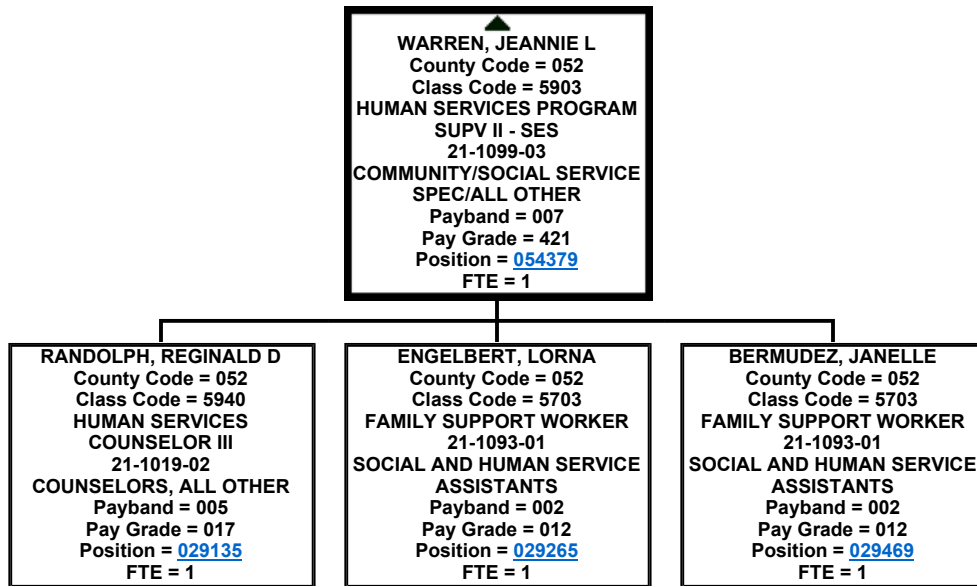 WARREN, JEANNIE L
County Code = 052
Class Code = 5903
HUMAN SERVICES PROGRAM
SUPV II - SES
21-1099-03
COMMUNITY/SOCIAL SERVICE
SPEC/ALL OTHER
Payband = 007
Pay Grade = 421
Position = 054379
FTE = 1
RANDOLPH, REGINALD D
County Code = 052
Class Code = 5940
HUMAN SERVICES
COUNSELOR III
21-1019-02
COUNSELORS, ALL OTHER
Payband = 005
Pay Grade = 017
Position = 029135
FTE = 1
ENGELBERT, LORNA
County Code = 052
Class Code = 5703
FAMILY SUPPORT WORKER
21-1093-01
SOCIAL AND HUMAN SERVICE
ASSISTANTS
Payband = 002
Pay Grade = 012
Position = 029265
FTE = 1
BERMUDEZ, JANELLE
County Code = 052
Class Code = 5703
FAMILY SUPPORT WORKER
21-1093-01
SOCIAL AND HUMAN SERVICE
ASSISTANTS
Payband = 002
Pay Grade = 012
Position = 029469
FTE = 1